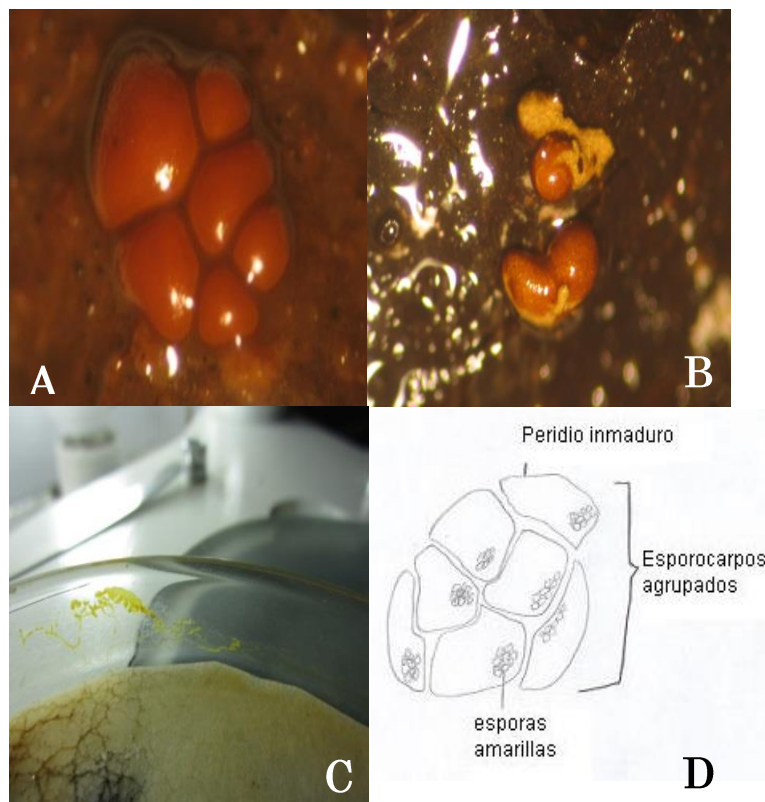 A
B
Peridio inmaduro
Esporocarpos
agrupados
esporas
amarillas
C
D